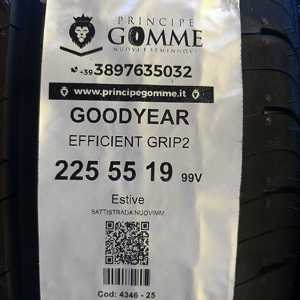 PRINCIPE
GOMME
NUOVI E SEMINUOVI
+39 3897635032
www.principegomme.it
GOODYEAR
EFFICIENT GRIP2
225 55 19 99V
Estive
BATTISTRADA NUOVIMM
Cod: 4346 - 25